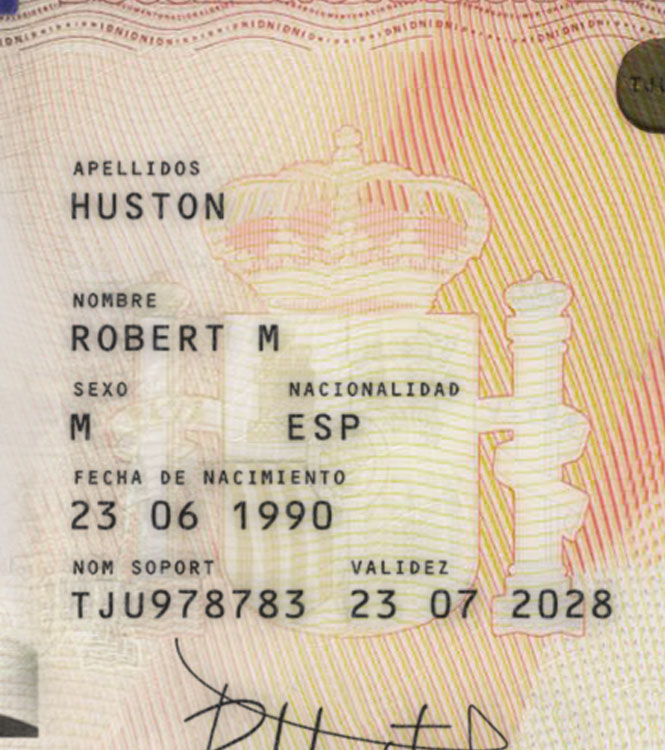 DNIDNIDNI
APELLIDOS
HUSTON
NOMBRE
ROBERT M
SEXO NACIONALIDAD
M ESP
FECHA DE NACIMIENTO
23 06 1990
NOM SOPORT VALIDEZ
TJU978783 23 07 2028